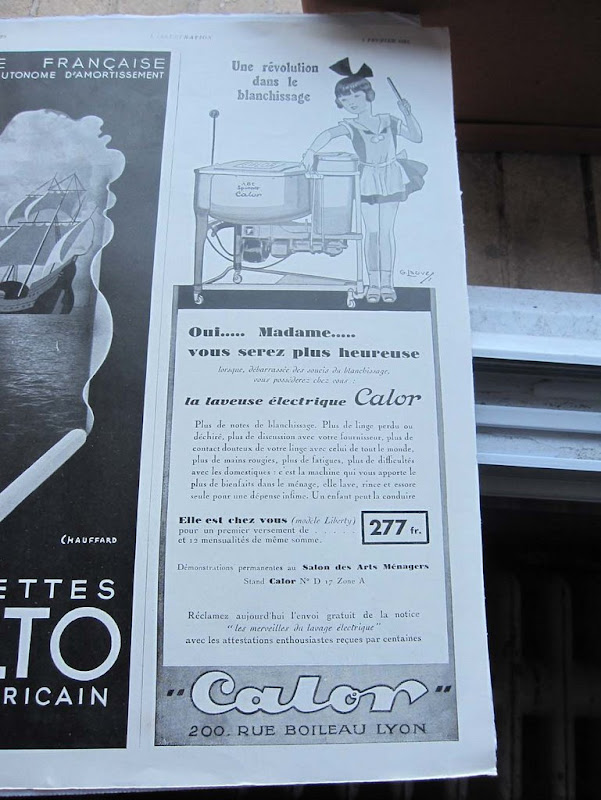 E FRANÇAISE
AUTONOME D'AMORTISSEMENT
CHAUFFARD
ETTES
LTO
RICAIN
L'ILLUSTRATION
FÉVRIER
Une révolution
dans le
blanchissage
Calor
G. Lauve
Oui..... Madame.....
vous serez plus heureuse
lorsque, débarrassée des soucis du blanchissage,
vous posséderez chez vous :
la laveuse électrique Calor
Plus de notes de blanchissage. Plus de linge perdu ou
déchiré, plus de discussion avec votre fournisseur, plus de
contact douteux de votre linge avec celui de tout le monde,
plus de mains rougies, plus de fatigues, plus de difficultés
avec les domestiques : c'est la machine qui vous apporte le
plus de bienfaits dans le ménage, elle lave, rince et essore
seule pour une dépense infime. Un enfant peut la conduire
Elle est chez vous (modèle Liberty)
pour un premier versement de . . . . .
et 12 mensualités de même somme.
277 fr.
Démonstrations permanentes au Salon des Arts Ménagers
Stand Calor N° D 17 Zone A
Réclamez aujourd'hui l'envoi gratuit de la notice
"les merveilles du lavage électrique"
avec les attestations enthousiastes reçues par centaines
"Calor"
200. RUE BOILEAU LYON